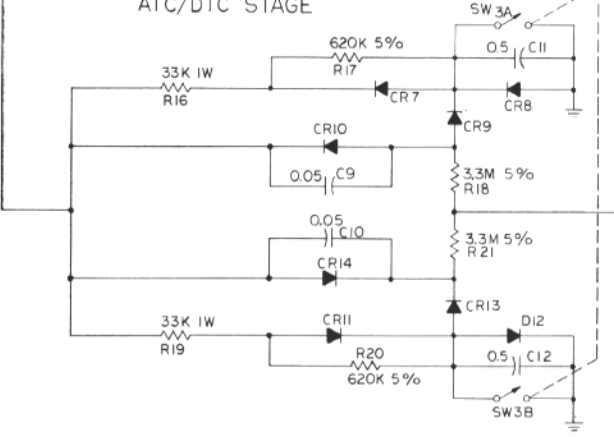 ATC/DTC STAGE
SW3A
620K 5%
R17
0.5 C11
33K 1W
R16
CR7
CR8
CR9
CR10
0.05 C9
3.3M 5%
R18
0.05
C10
3.3M 5%
R21
CR14
CR13
33K 1W
R19
CR11
D12
R20
620K 5%
0.5 C12
SW3B